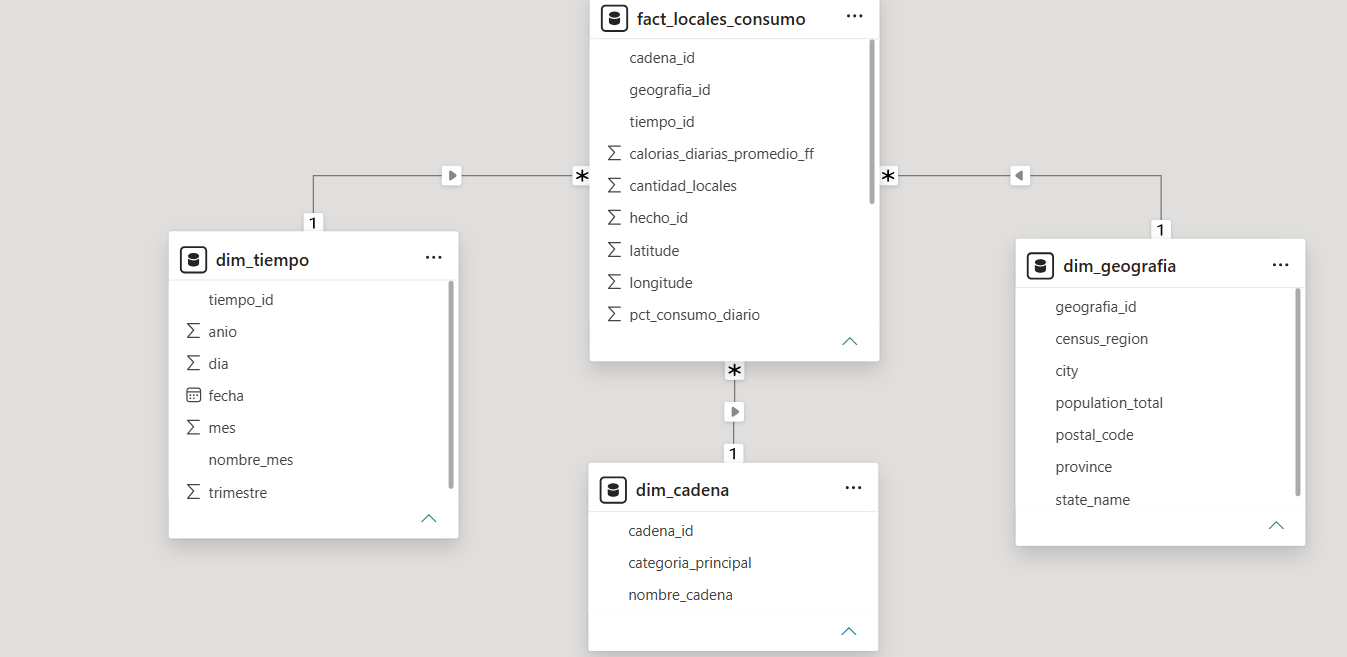 fact_locales_consumo
cadena_id
geografia_id
tiempo_id
calorias_diarias_promedio_ff
cantidad_locales
hecho_id
latitude
longitude
pct_consumo_diario
*
*
*
1
1
1
dim_tiempo
tiempo_id
anio
dia
fecha
mes
nombre_mes
trimestre
dim_cadena
cadena_id
categoria_principal
nombre_cadena
dim_geografia
geografia_id
census_region
city
population_total
postal_code
province
state_name